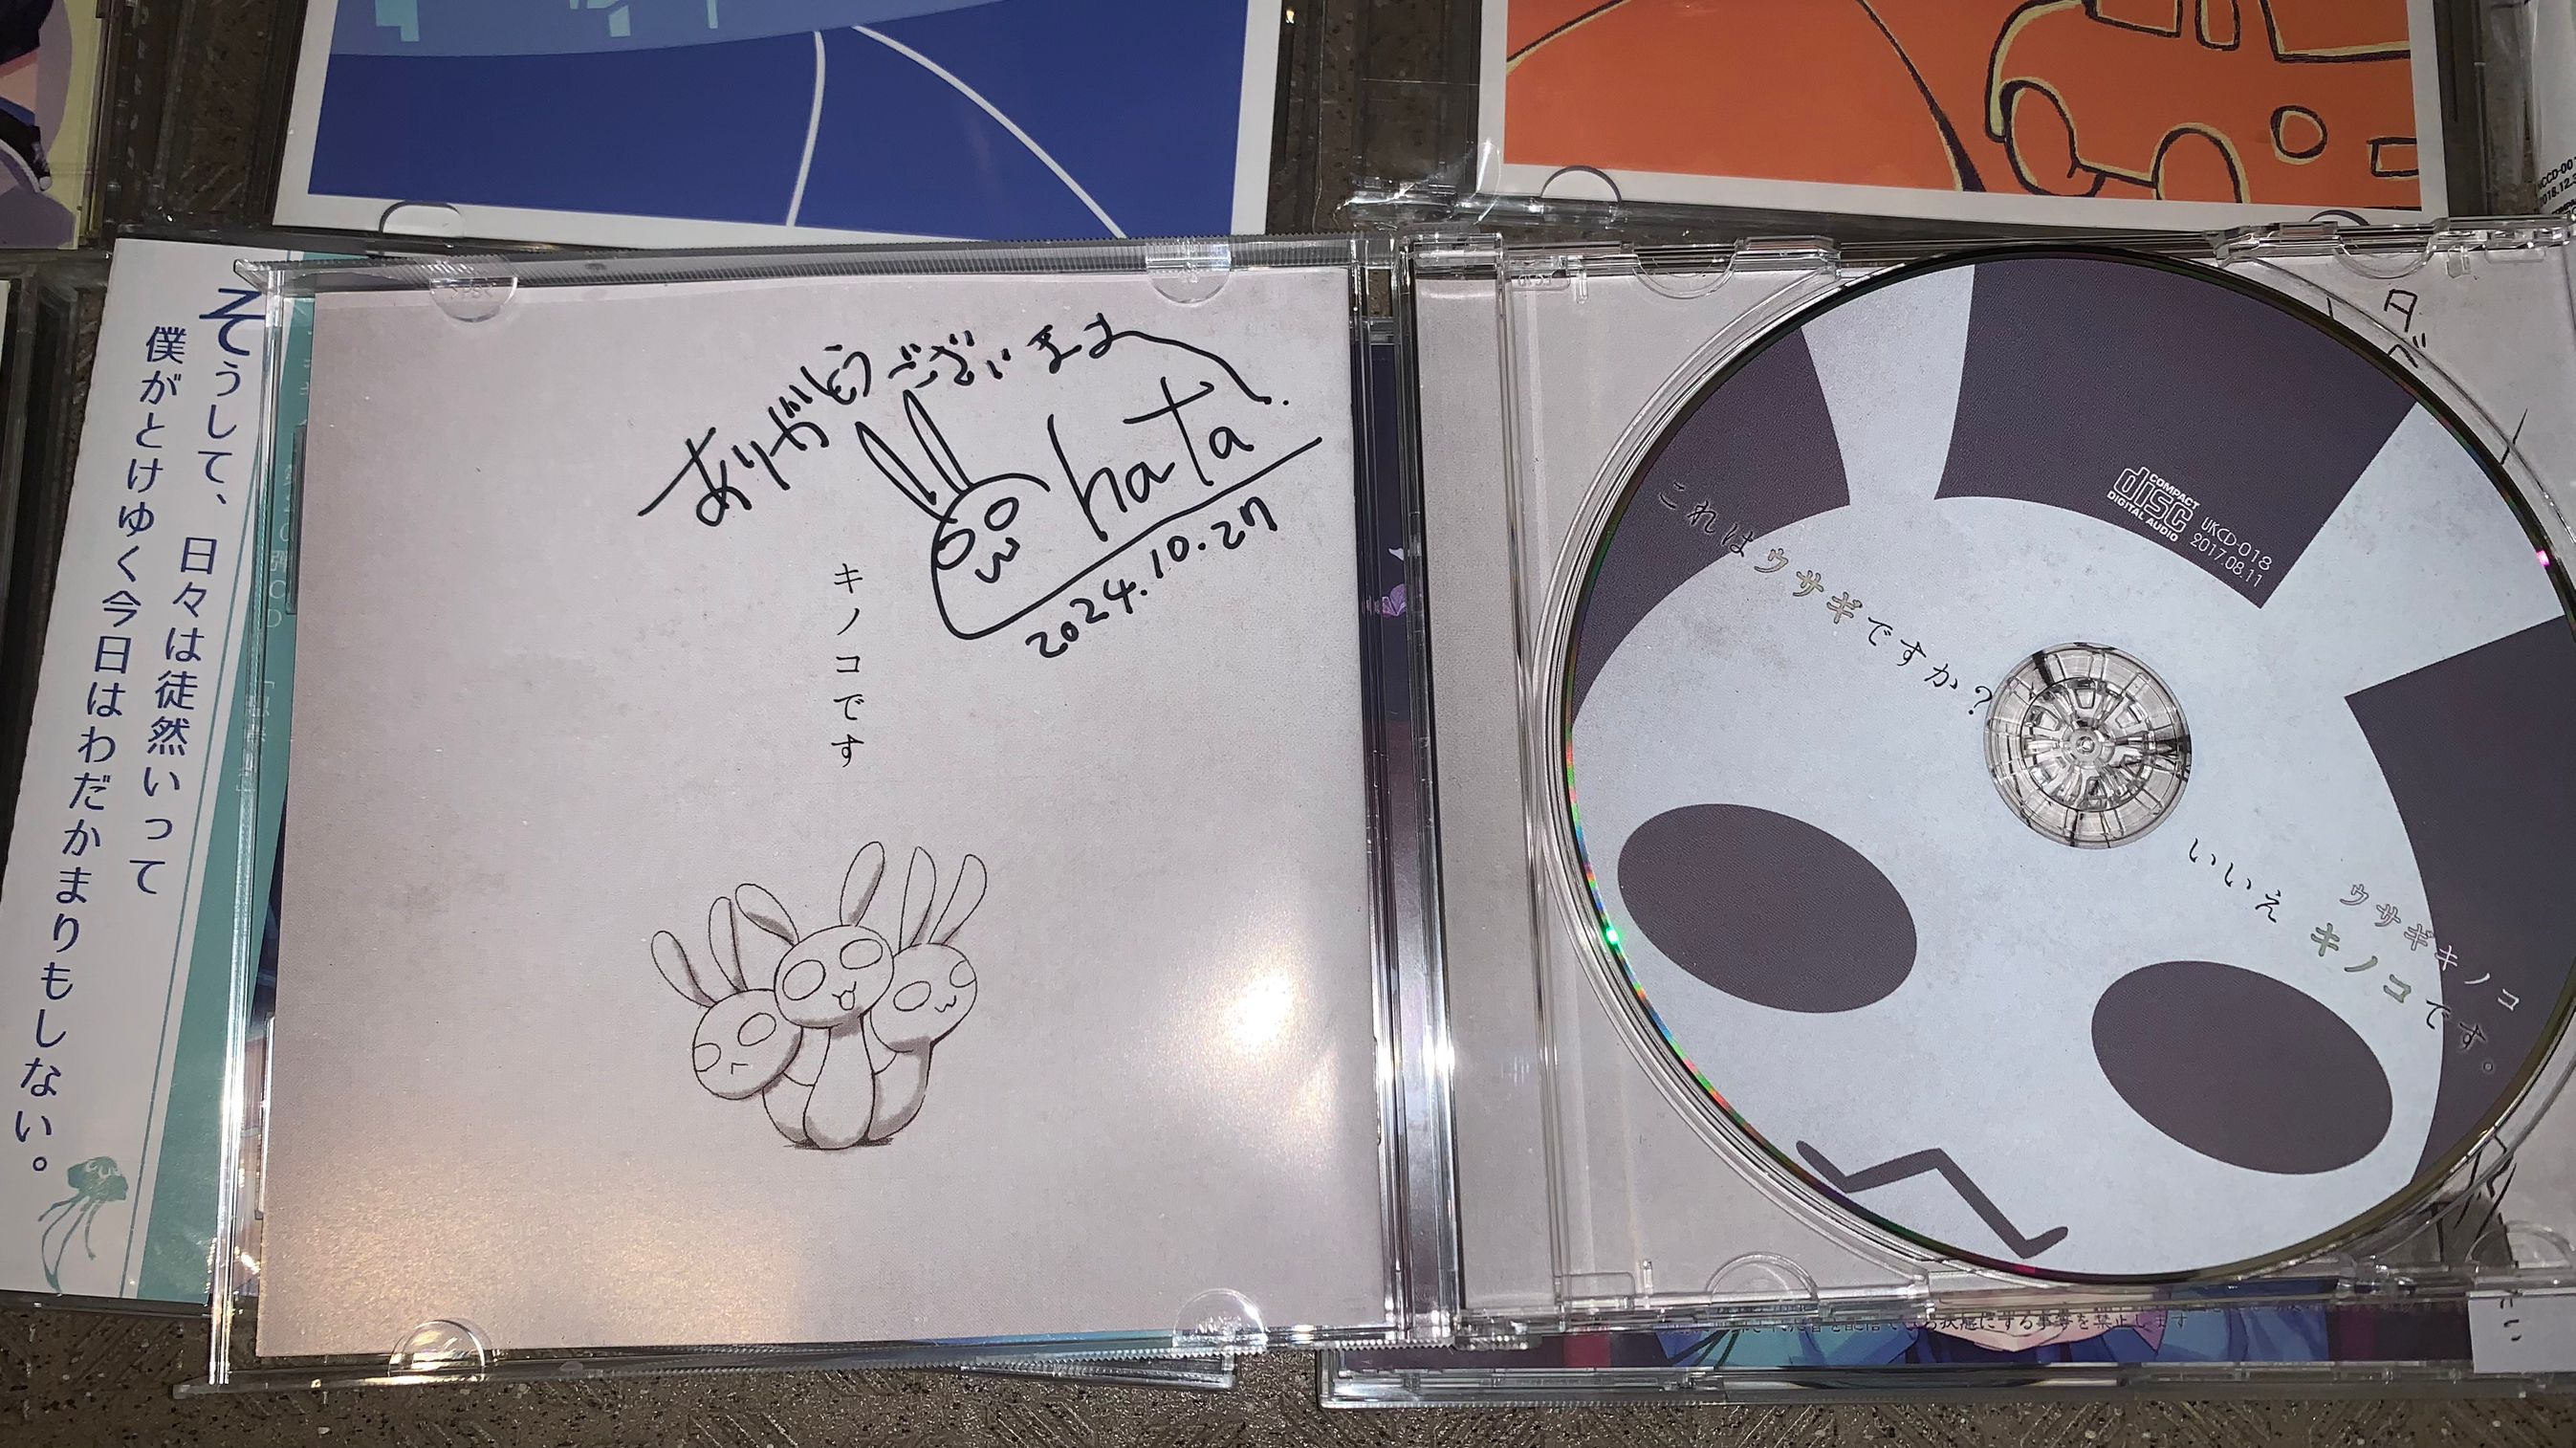 そうして、日々は徒然いって
僕がとけゆく今日はわだかまりもしない。
ありがとうございます
hata
2024.10.27
キノコです
COMPACT
disc
DIGITAL AUDIO
UKCD-018
2017.08.11
これはウサギですか?
いいえ
ウサギキノコ
キノコです。